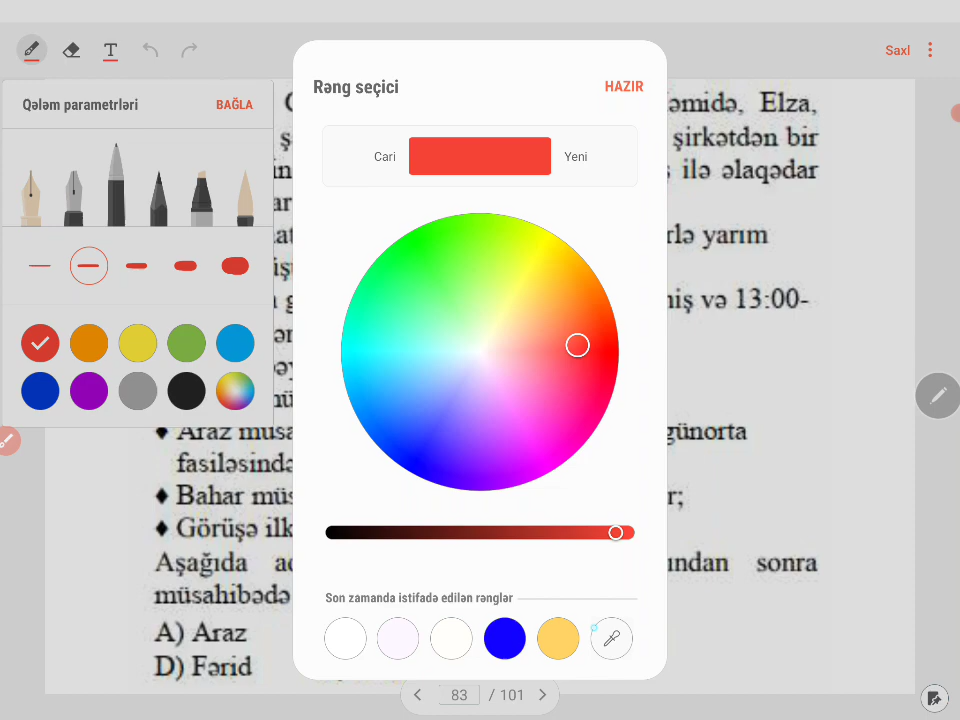 T
Saxl
Qələm parametrləri
BAĞLA
Rəng seçici
HAZIR
Cari
Yeni
əmidə, Elza,
şirkətdən bir
ilə əlaqədar
rlə yarım
niş və 13:00-
♦ Araz müsa
günorta
fasiləsində
♦ Bahar müs
r;
♦ Görüşə ilk
Aşağıda
ından sonra
müsahibədə
A) Araz
D) Fərid
Son zamanda istifadə edilən rənglər
83 / 101